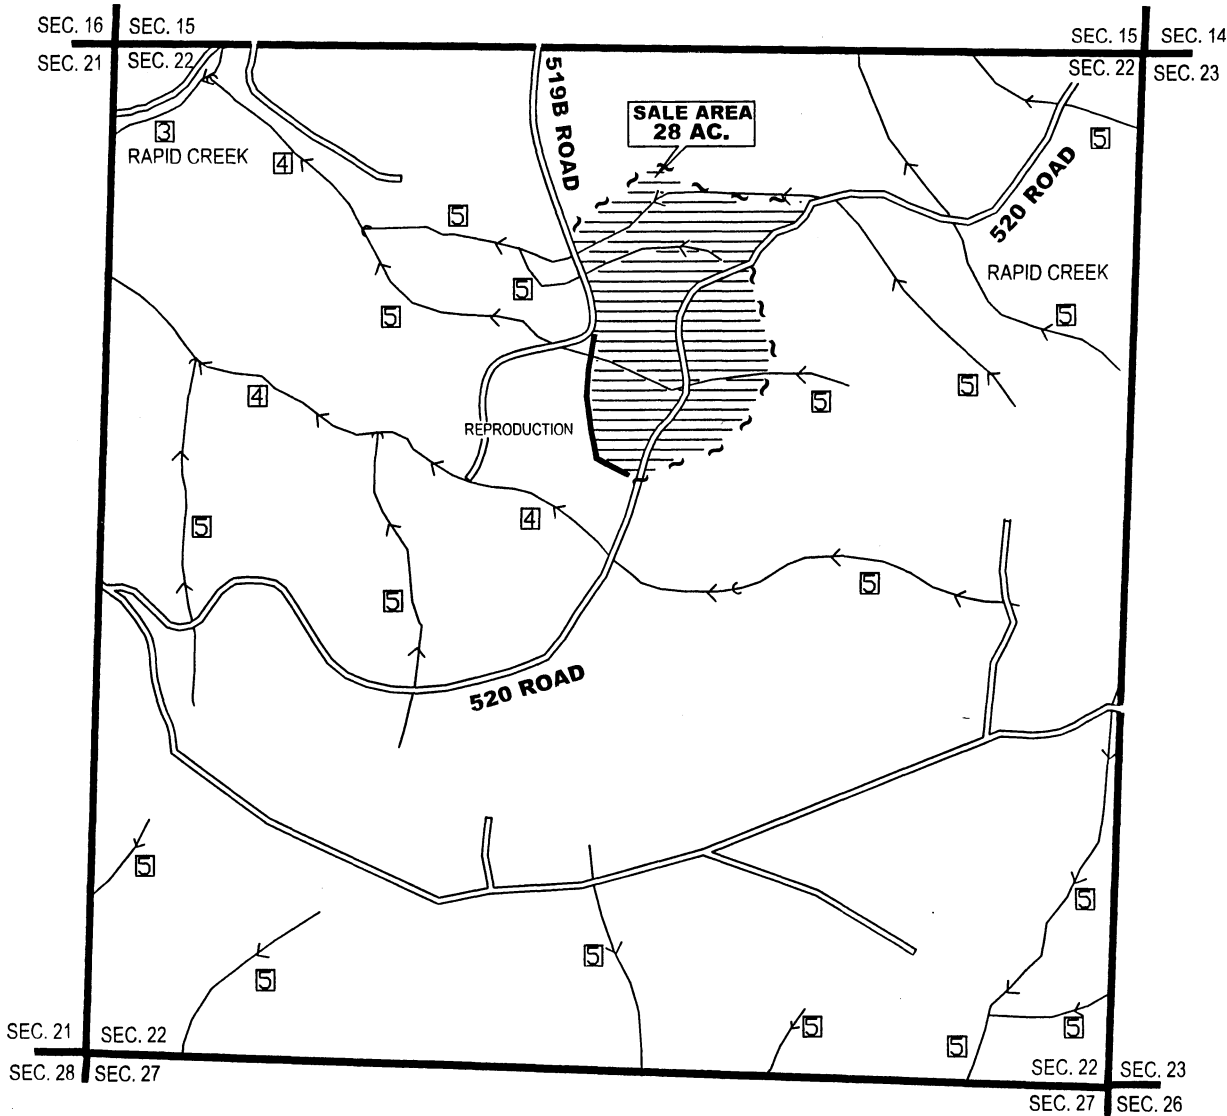 SEC. 16 SEC. 15
SEC. 15 SEC. 14
SEC. 21 SEC. 22
SEC. 22 SEC. 23
519B ROAD
SALE AREA
28 AC.
3
RAPID CREEK
4
5
5
520 ROAD
RAPID CREEK
5
5
5
5
5
5
4
REPRODUCTION
4
5
5
5
520 ROAD
5
5
5
5
5
5
5
SEC. 21 SEC. 22
SEC. 28 SEC. 27
SEC. 22 SEC. 23
SEC. 27 SEC. 26